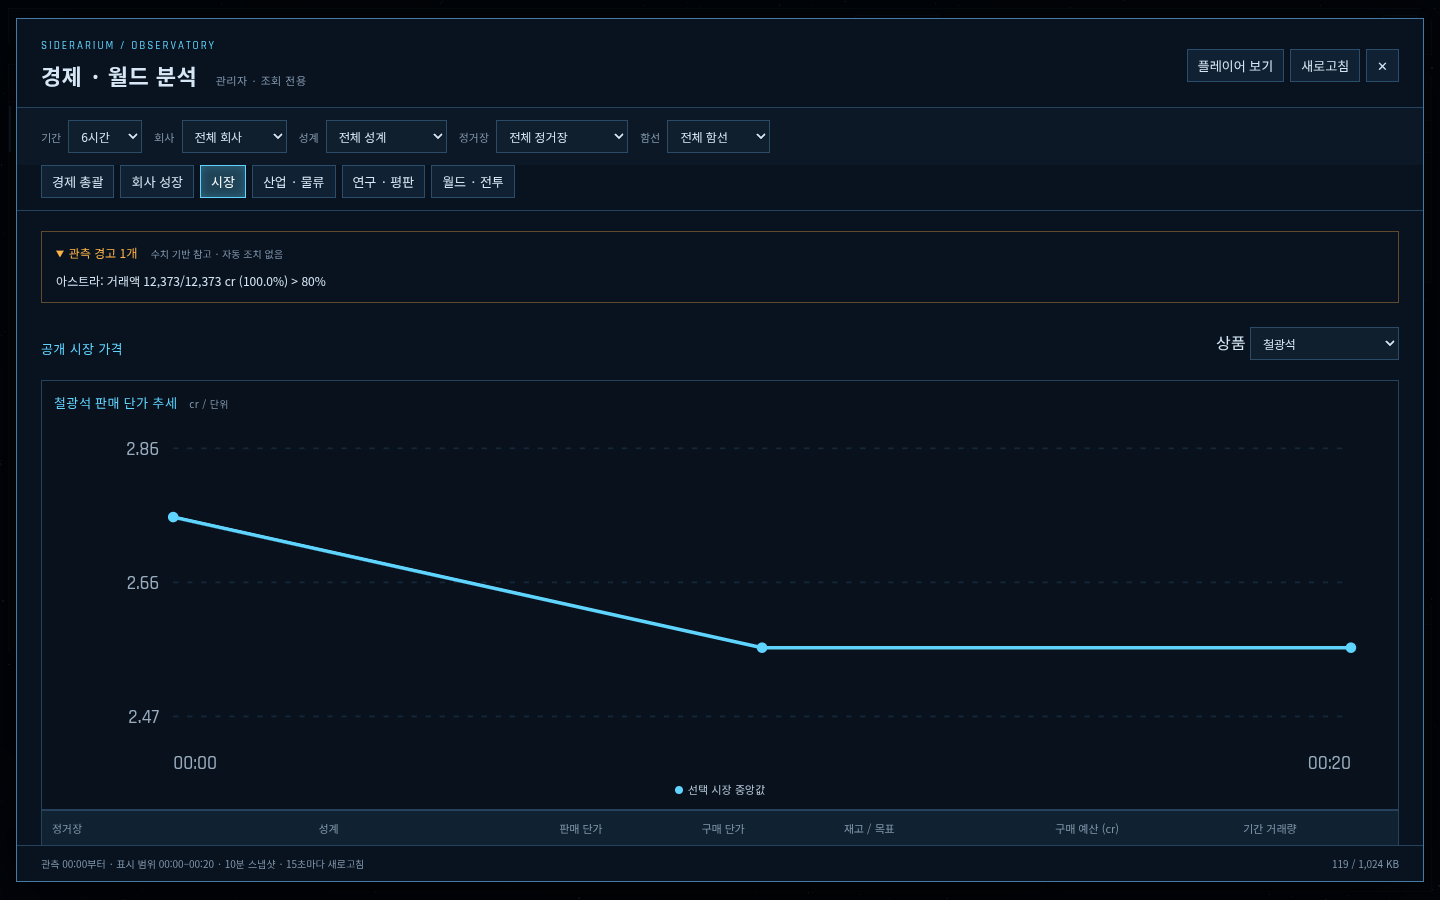 SIDERARIUM / OBSERVATORY
경제 · 월드 분석 관리자 · 조회 전용
플레이어 보기 새로고침 ×
기간 6시간 회사 전체 회사 성계 전체 성계 정거장 전체 정거장 함선 전체 함선
경제 총괄 회사 성장 시장 산업 · 물류 연구 · 평판 월드 · 전투
▼ 관측 경고 1개 수치 기반 참고 · 자동 조치 없음
아스트라: 거래액 12,373/12,373 cr (100.0%) > 80%
공개 시장 가격 상품 철광석
철광석 판매 단가 추세 cr / 단위
2.86
2.66
2.47
00:00 00:20
선택 시장 중앙값
정거장 성계 판매 단가 구매 단가 재고 / 목표 구매 예산 (cr) 기간 거래량
관측 00:00부터 · 표시 범위 00:00–00:20 · 10분 스냅샷 · 15초마다 새로고침 119 / 1,024 KB